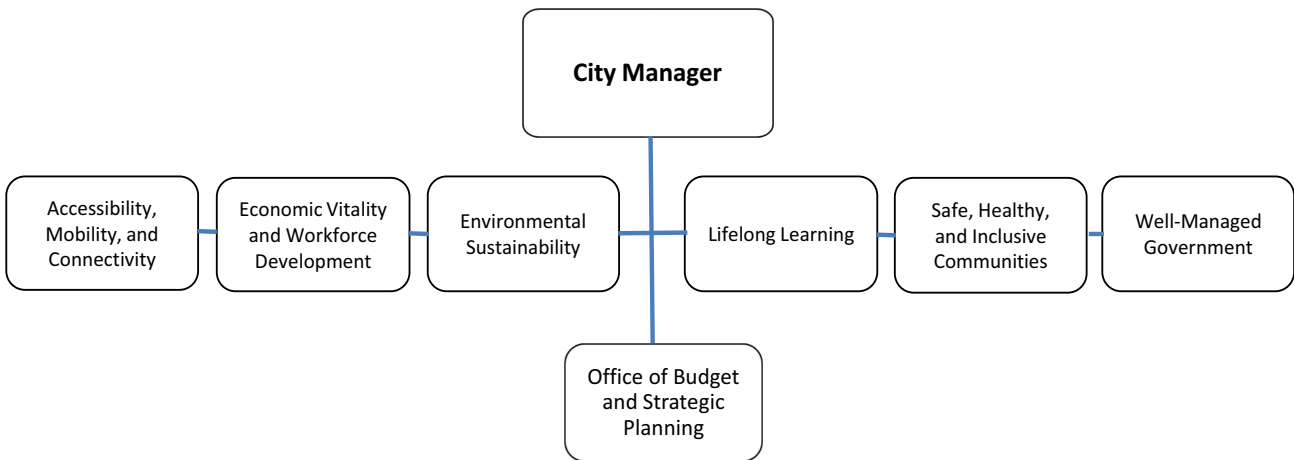 City Manager
Accessibility,
Mobility, and
Connectivity
Economic Vitality
and Workforce
Development
Environmental
Sustainability
Lifelong Learning
Safe, Healthy,
and Inclusive
Communities
Well-Managed
Government
Office of Budget
and Strategic
Planning